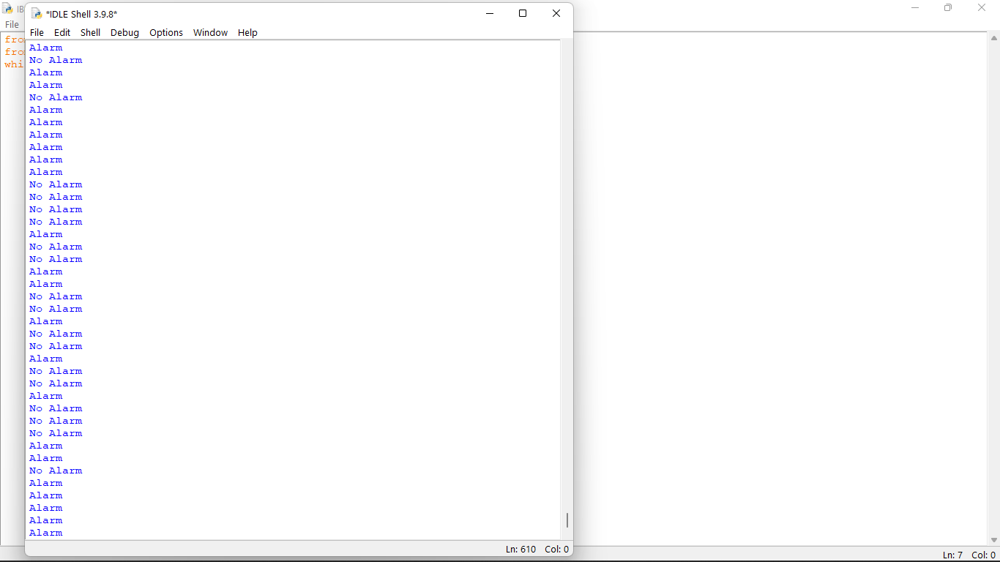 IB
File
*IDLE Shell 3.9.8*
File Edit Shell Debug Options Window Help
fro
fro
whi
Alarm
No Alarm
Alarm
Alarm
No Alarm
Alarm
Alarm
Alarm
Alarm
Alarm
Alarm
No Alarm
No Alarm
No Alarm
No Alarm
Alarm
No Alarm
No Alarm
Alarm
Alarm
No Alarm
No Alarm
Alarm
No Alarm
No Alarm
Alarm
No Alarm
No Alarm
Alarm
No Alarm
No Alarm
No Alarm
Alarm
Alarm
No Alarm
Alarm
Alarm
Alarm
Alarm
Alarm
Ln: 610 Col: 0
Ln: 7 Col: 0